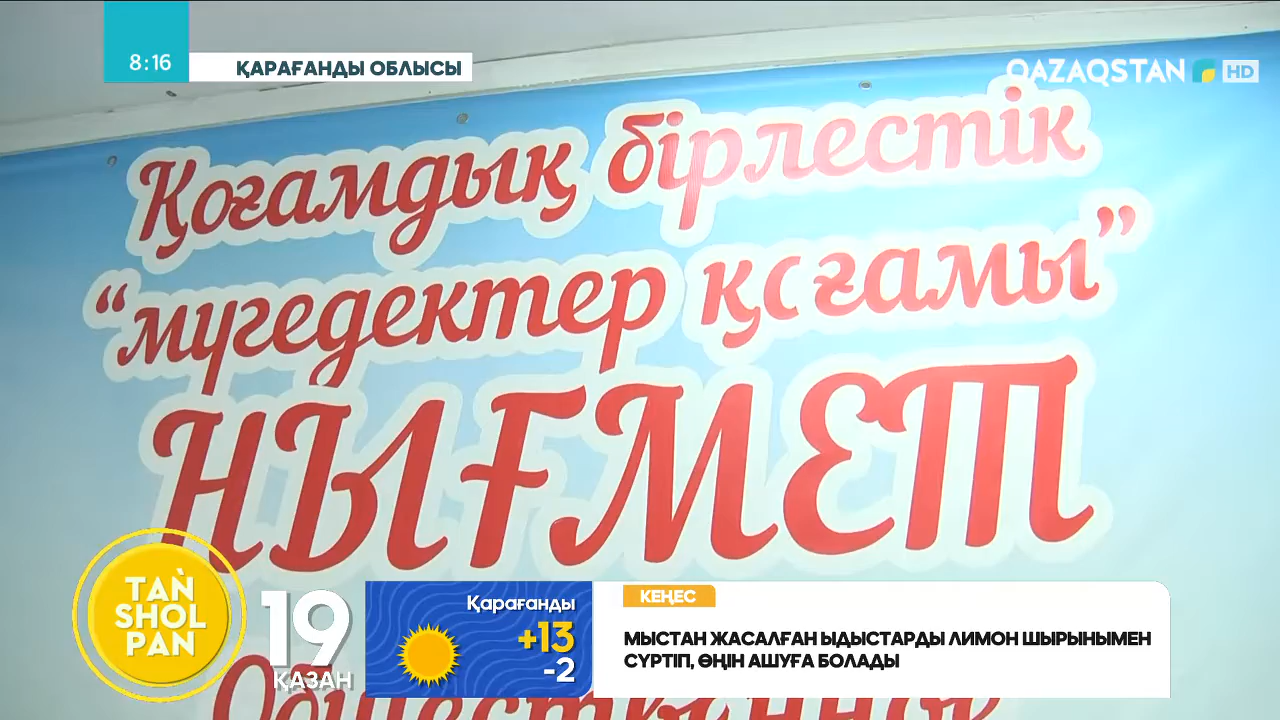 8:16
ҚАРАҒАНДЫ ОБЛЫСЫ
QAZAQSTAN HD
Қоғамдық бірлестік
“мүгедектер қоғамы”
НЫҒМЕТ
Общественное
TAŃ
SHOL
PAN
19
ҚАЗАН
Қарағанды
+13
-2
КЕҢЕС
МЫСТАН ЖАСАЛҒАН ЫДЫСТАРДЫ ЛИМОН ШЫРЫНЫМЕН
СҮРТІП, ӨҢІН АШУҒА БОЛАДЫ